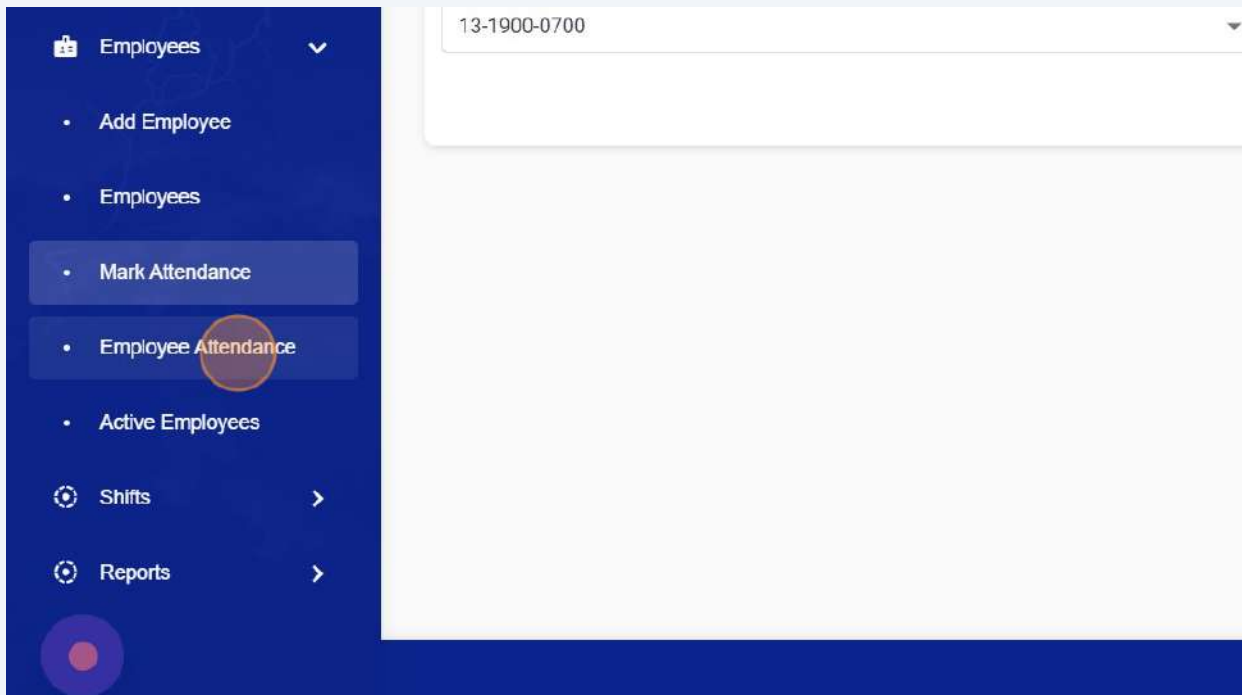 Employees
Add Employee
Employees
Mark Attendance
Employee Attendance
Active Employees
Shifts
Reports
13-1900-0700